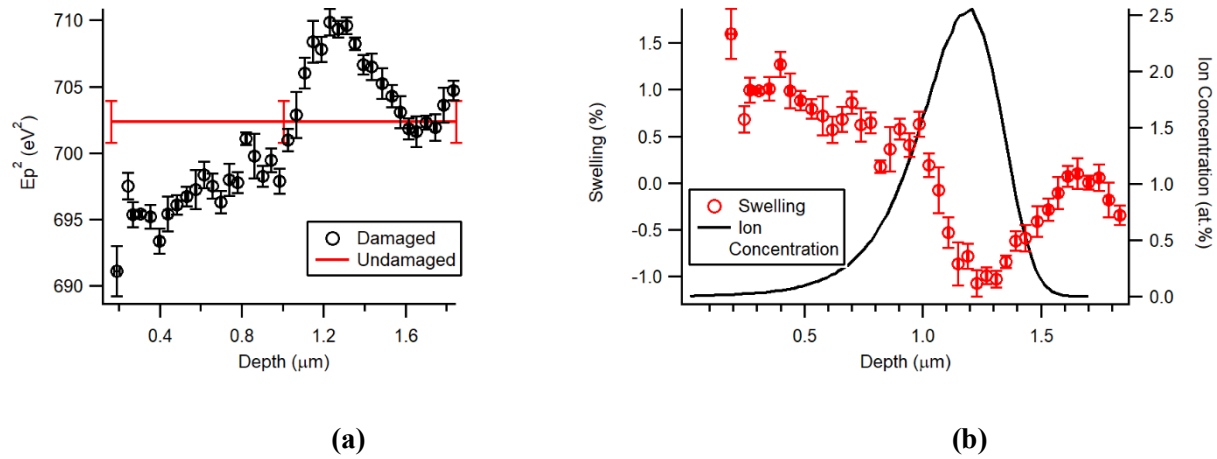 710
705
700
695
690
Ep² (eV²)
0.4 0.8 1.2 1.6
Depth (μm)
Damaged
Undamaged
(a)
1.5
1.0
0.5
0.0
-0.5
-1.0
Swelling (%)
0.5 1.0 1.5
Depth (μm)
Swelling
Ion
Concentration
2.5
2.0
1.5
1.0
0.5
0.0
Ion Concentration (at.%)
(b)